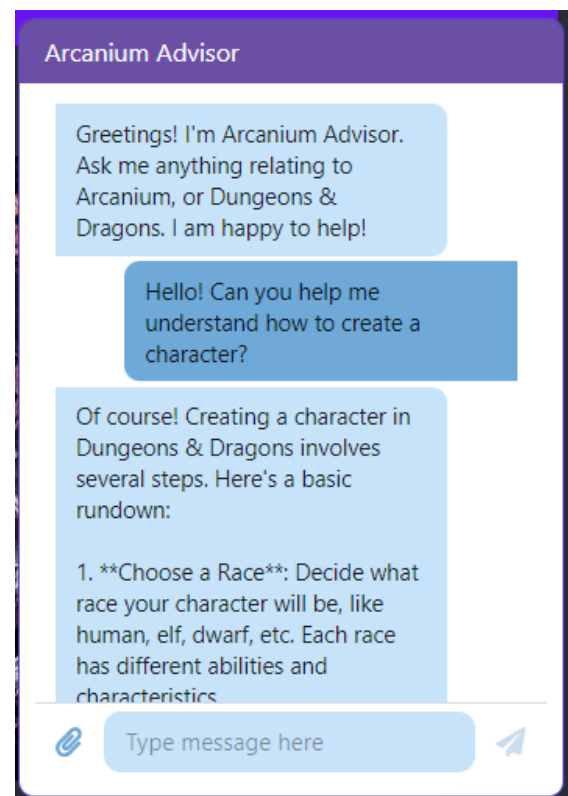 Arcanium Advisor
Greetings! I'm Arcanium Advisor.
Ask me anything relating to
Arcanium, or Dungeons &
Dragons. I am happy to help!
Hello! Can you help me
understand how to create a
character?
Of course! Creating a character in
Dungeons & Dragons involves
several steps. Here's a basic
rundown:
1. **Choose a Race**: Decide what
race your character will be, like
human, elf, dwarf, etc. Each race
has different abilities and
characteristics
Type message here